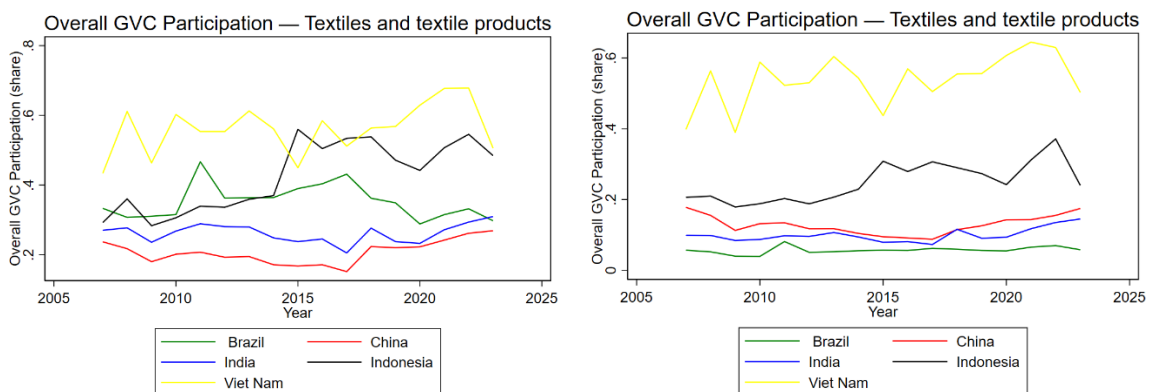 Overall GVC Participation — Textiles and textile products
Overall GVC Participation (share)
.8
.6
.4
.2
2005 2010 2015 2020 2025
Year
Brazil China
India Indonesia
Viet Nam
Overall GVC Participation — Textiles and textile products
Overall GVC Participation (share)
.6
.4
.2
0
2005 2010 2015 2020 2025
Year
Brazil China
India Indonesia
Viet Nam